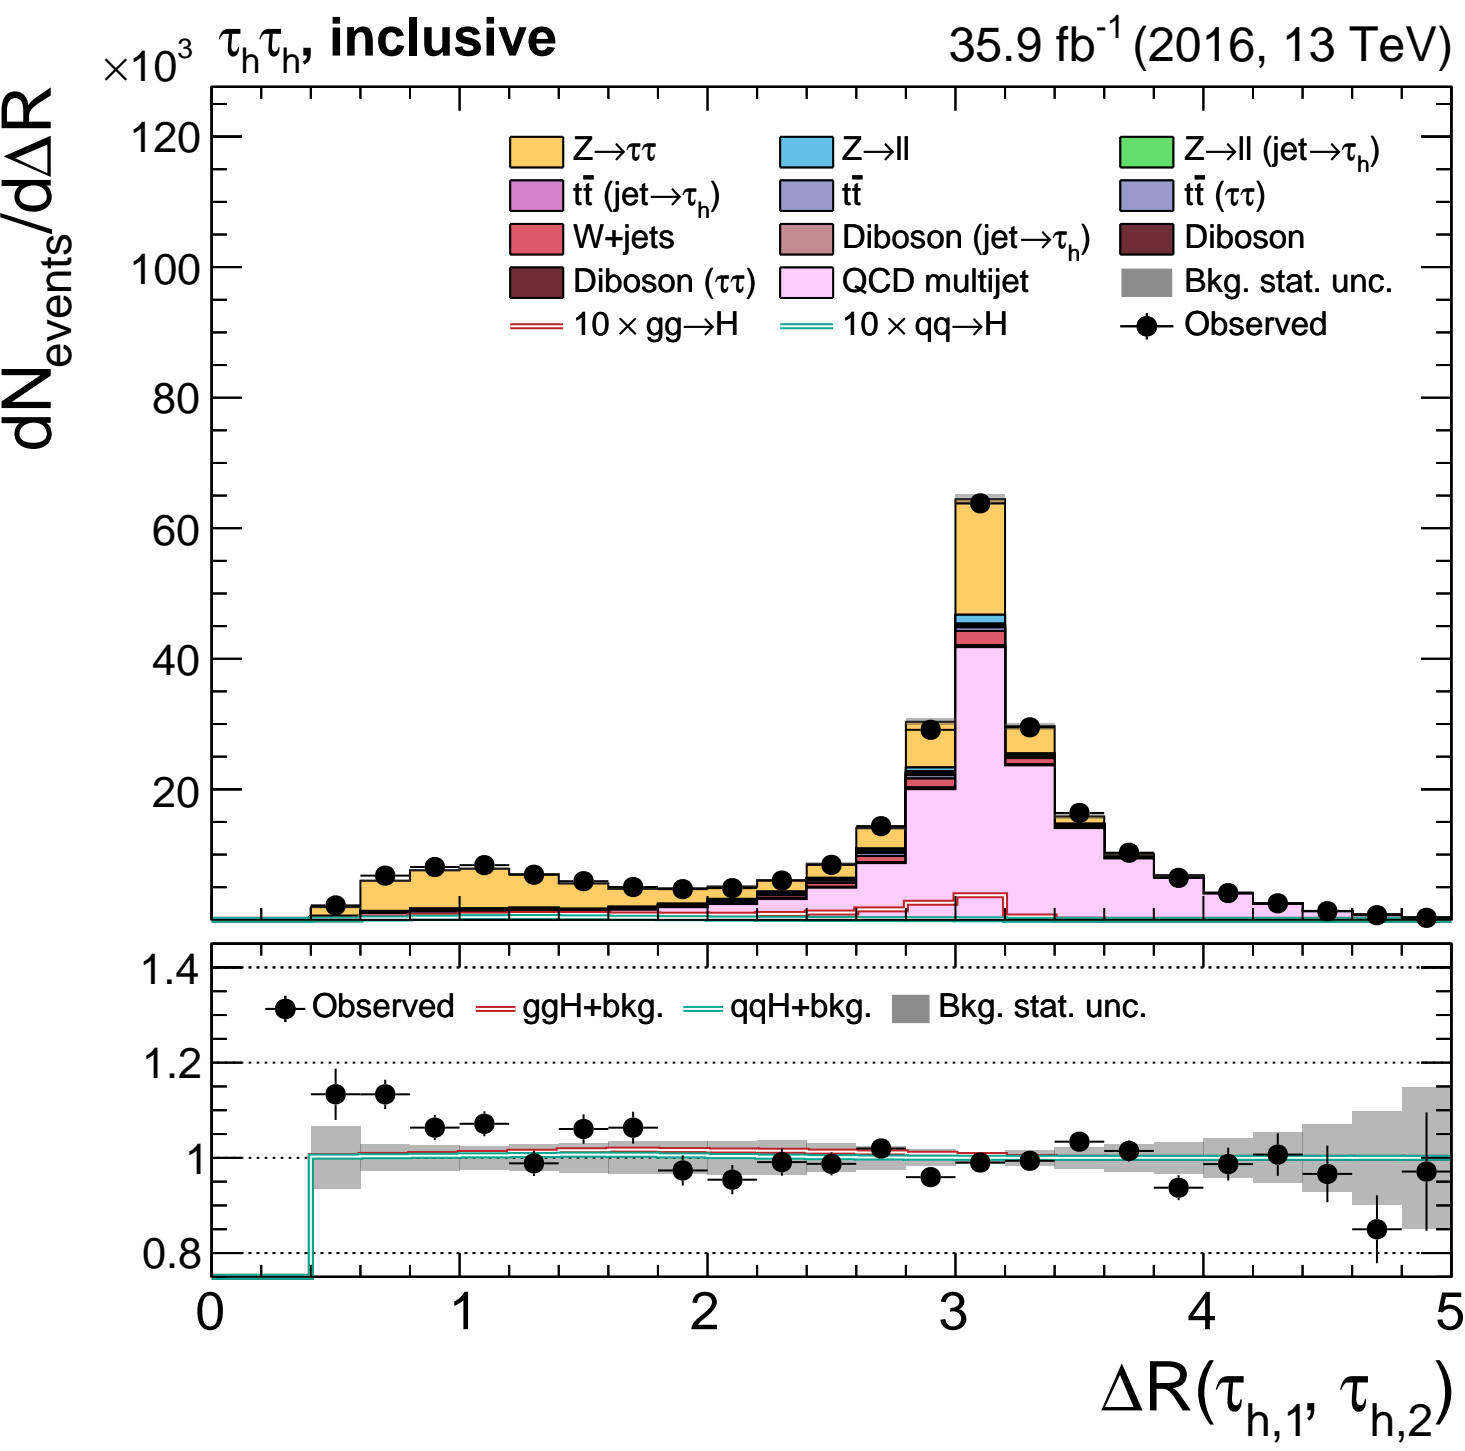 ×10³ τₕτₕ, inclusive 35.9 fb⁻¹ (2016, 13 TeV)
dN_events/dΔR
120
100
80
60
40
20
Z→ττ Z→ll Z→ll (jet→τₕ)
tt̄ (jet→τₕ) tt̄ tt̄ (ττ)
W+jets Diboson (jet→τₕ) Diboson
Diboson (ττ) QCD multijet Bkg. stat. unc.
10 × gg→H 10 × qq→H Observed
1.4
1.2
1
0.8
Observed ggH+bkg. qqH+bkg. Bkg. stat. unc.
0 1 2 3 4 5
ΔR(τ_h,1, τ_h,2)